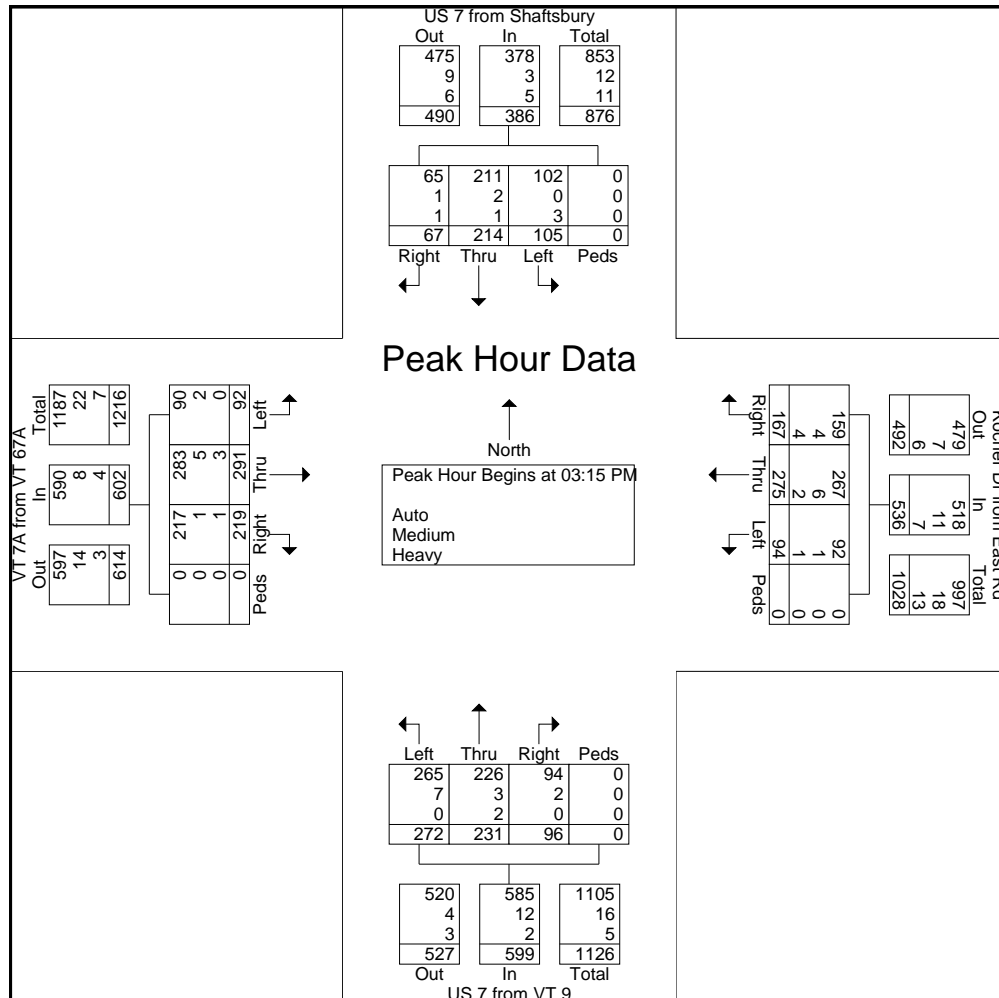 US 7 from Shaftsbury
Out In Total
475 378 853
9 3 12
6 5 11
490 386 876
65 211 102 0
1 2 0 0
1 1 3 0
67 214 105 0
Right Thru Left Peds
Peak Hour Data
North
Peak Hour Begins at 03:15 PM
Auto
Medium
Heavy
VT 7A from VT 67A
Out In Total
597 590 1187
14 8 22
3 4 7
614 602 1216
Left Thru Right Peds
90 283 217 0
2 5 1 0
0 3 1 0
92 291 219 0
Out In Total
479 518 997
7 11 18
6 7 13
492 536 1028
Right Thru Left Peds
159 267 92 0
4 6 1 0
4 2 1 0
167 275 94 0
Left Thru Right Peds
265 226 94 0
7 3 2 0
0 2 0 0
272 231 96 0
520 585 1105
4 12 16
3 2 5
527 599 1126
Out In Total
US 7 from VT 9